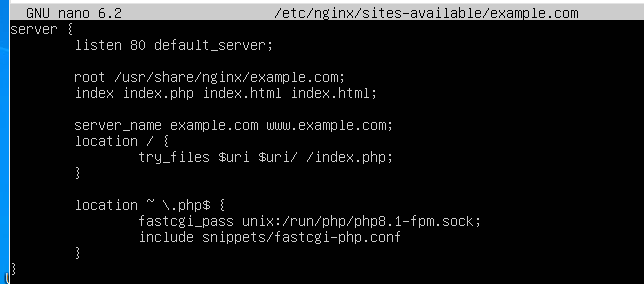 GNU nano 6.2 /etc/nginx/sites-available/example.com
server {
listen 80 default_server;
root /usr/share/nginx/example.com;
index index.php index.html index.html;
server_name example.com www.example.com;
location / {
try_files $uri $uri/ /index.php;
}
location ~ \.php$ {
fastcgi_pass unix:/run/php/php8.1-fpm.sock;
include snippets/fastcgi-php.conf
}
}